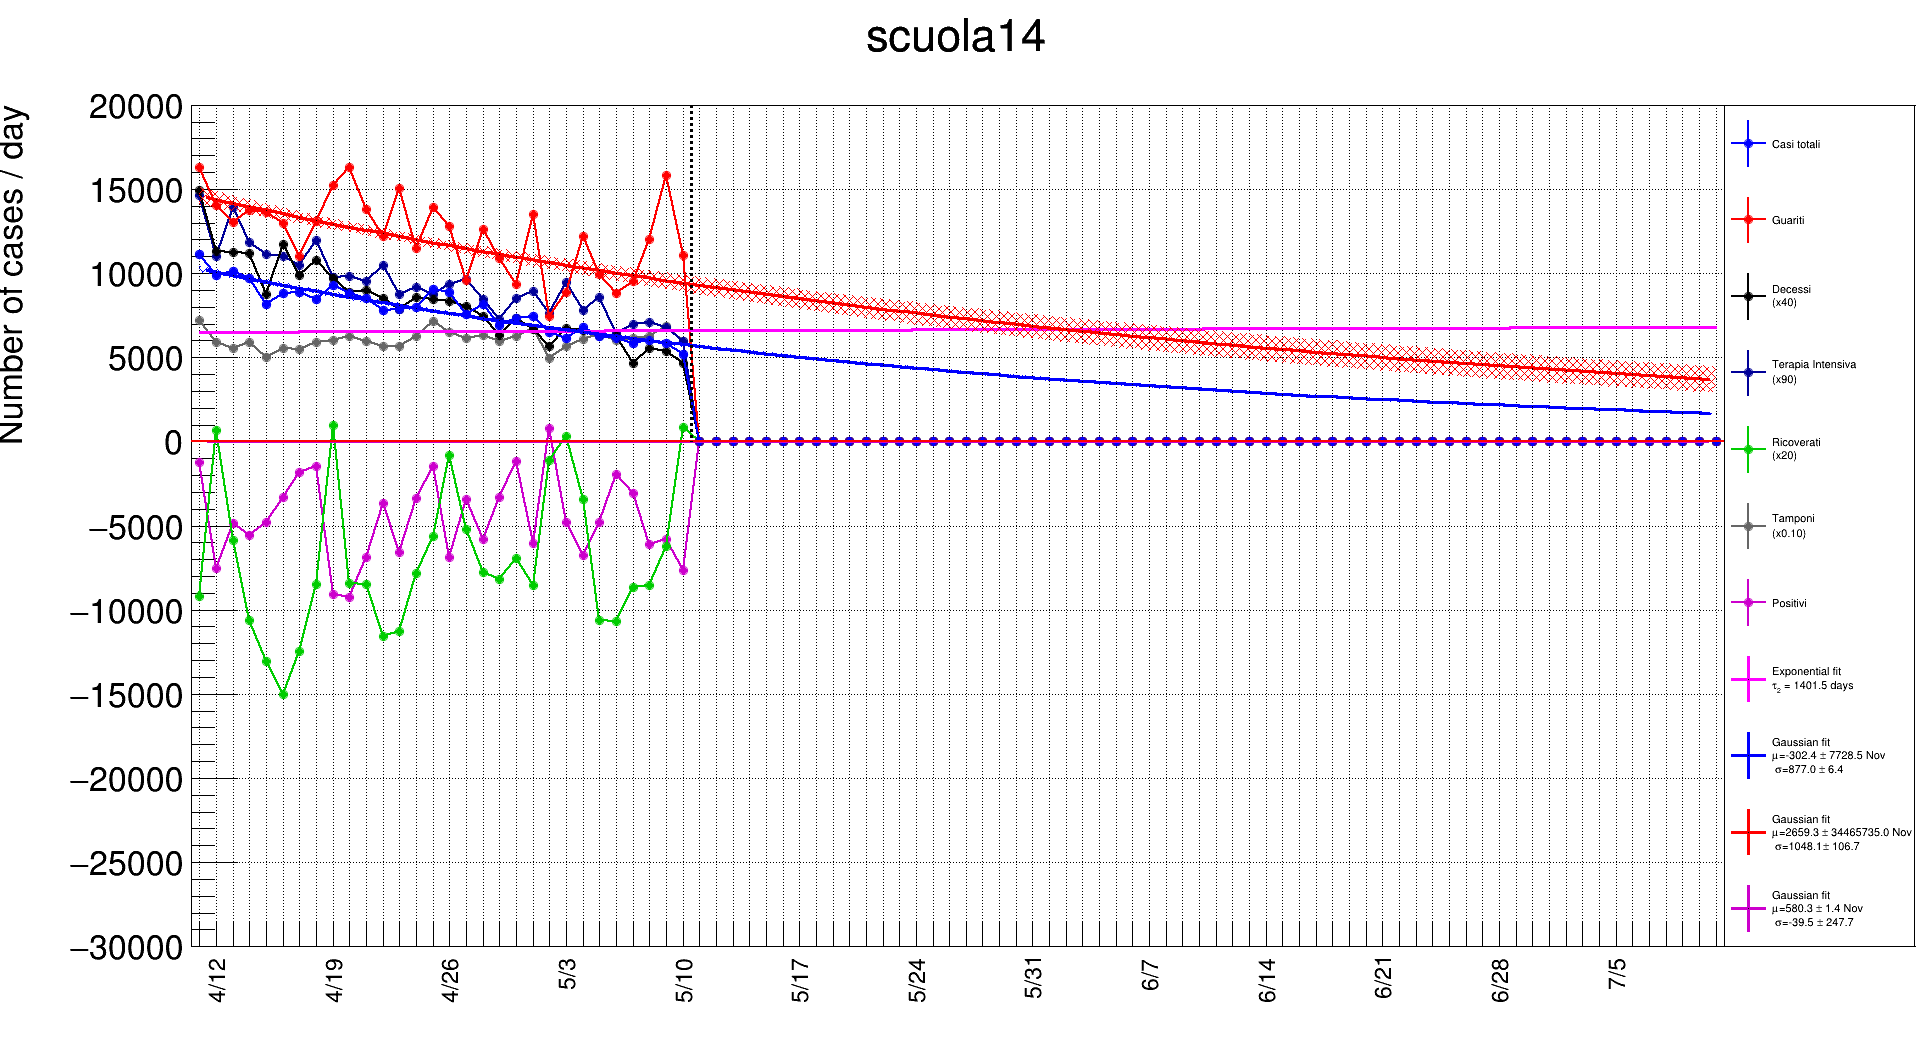 scuola14
Number of cases / day
20000
15000
10000
5000
0
−5000
−10000
−15000
−20000
−25000
−30000
4/12
4/19
4/26
5/3
5/10
5/17
5/24
5/31
6/7
6/14
6/21
6/28
7/5
Casi totali
Guariti
Decessi
(x40)
Terapia Intensiva
(x90)
Ricoverati
(x20)
Tamponi
(x0.10)
Positivi
Exponential fit
τ2 = 1401.5 days
Gaussian fit
μ=-302.4 ± 7728.5 Nov
σ=877.0 ± 6.4
Gaussian fit
μ=2659.3 ± 34465735.0 Nov
σ=1048.1 ± 106.7
Gaussian fit
μ=580.3 ± 1.4 Nov
σ=-39.5 ± 247.7